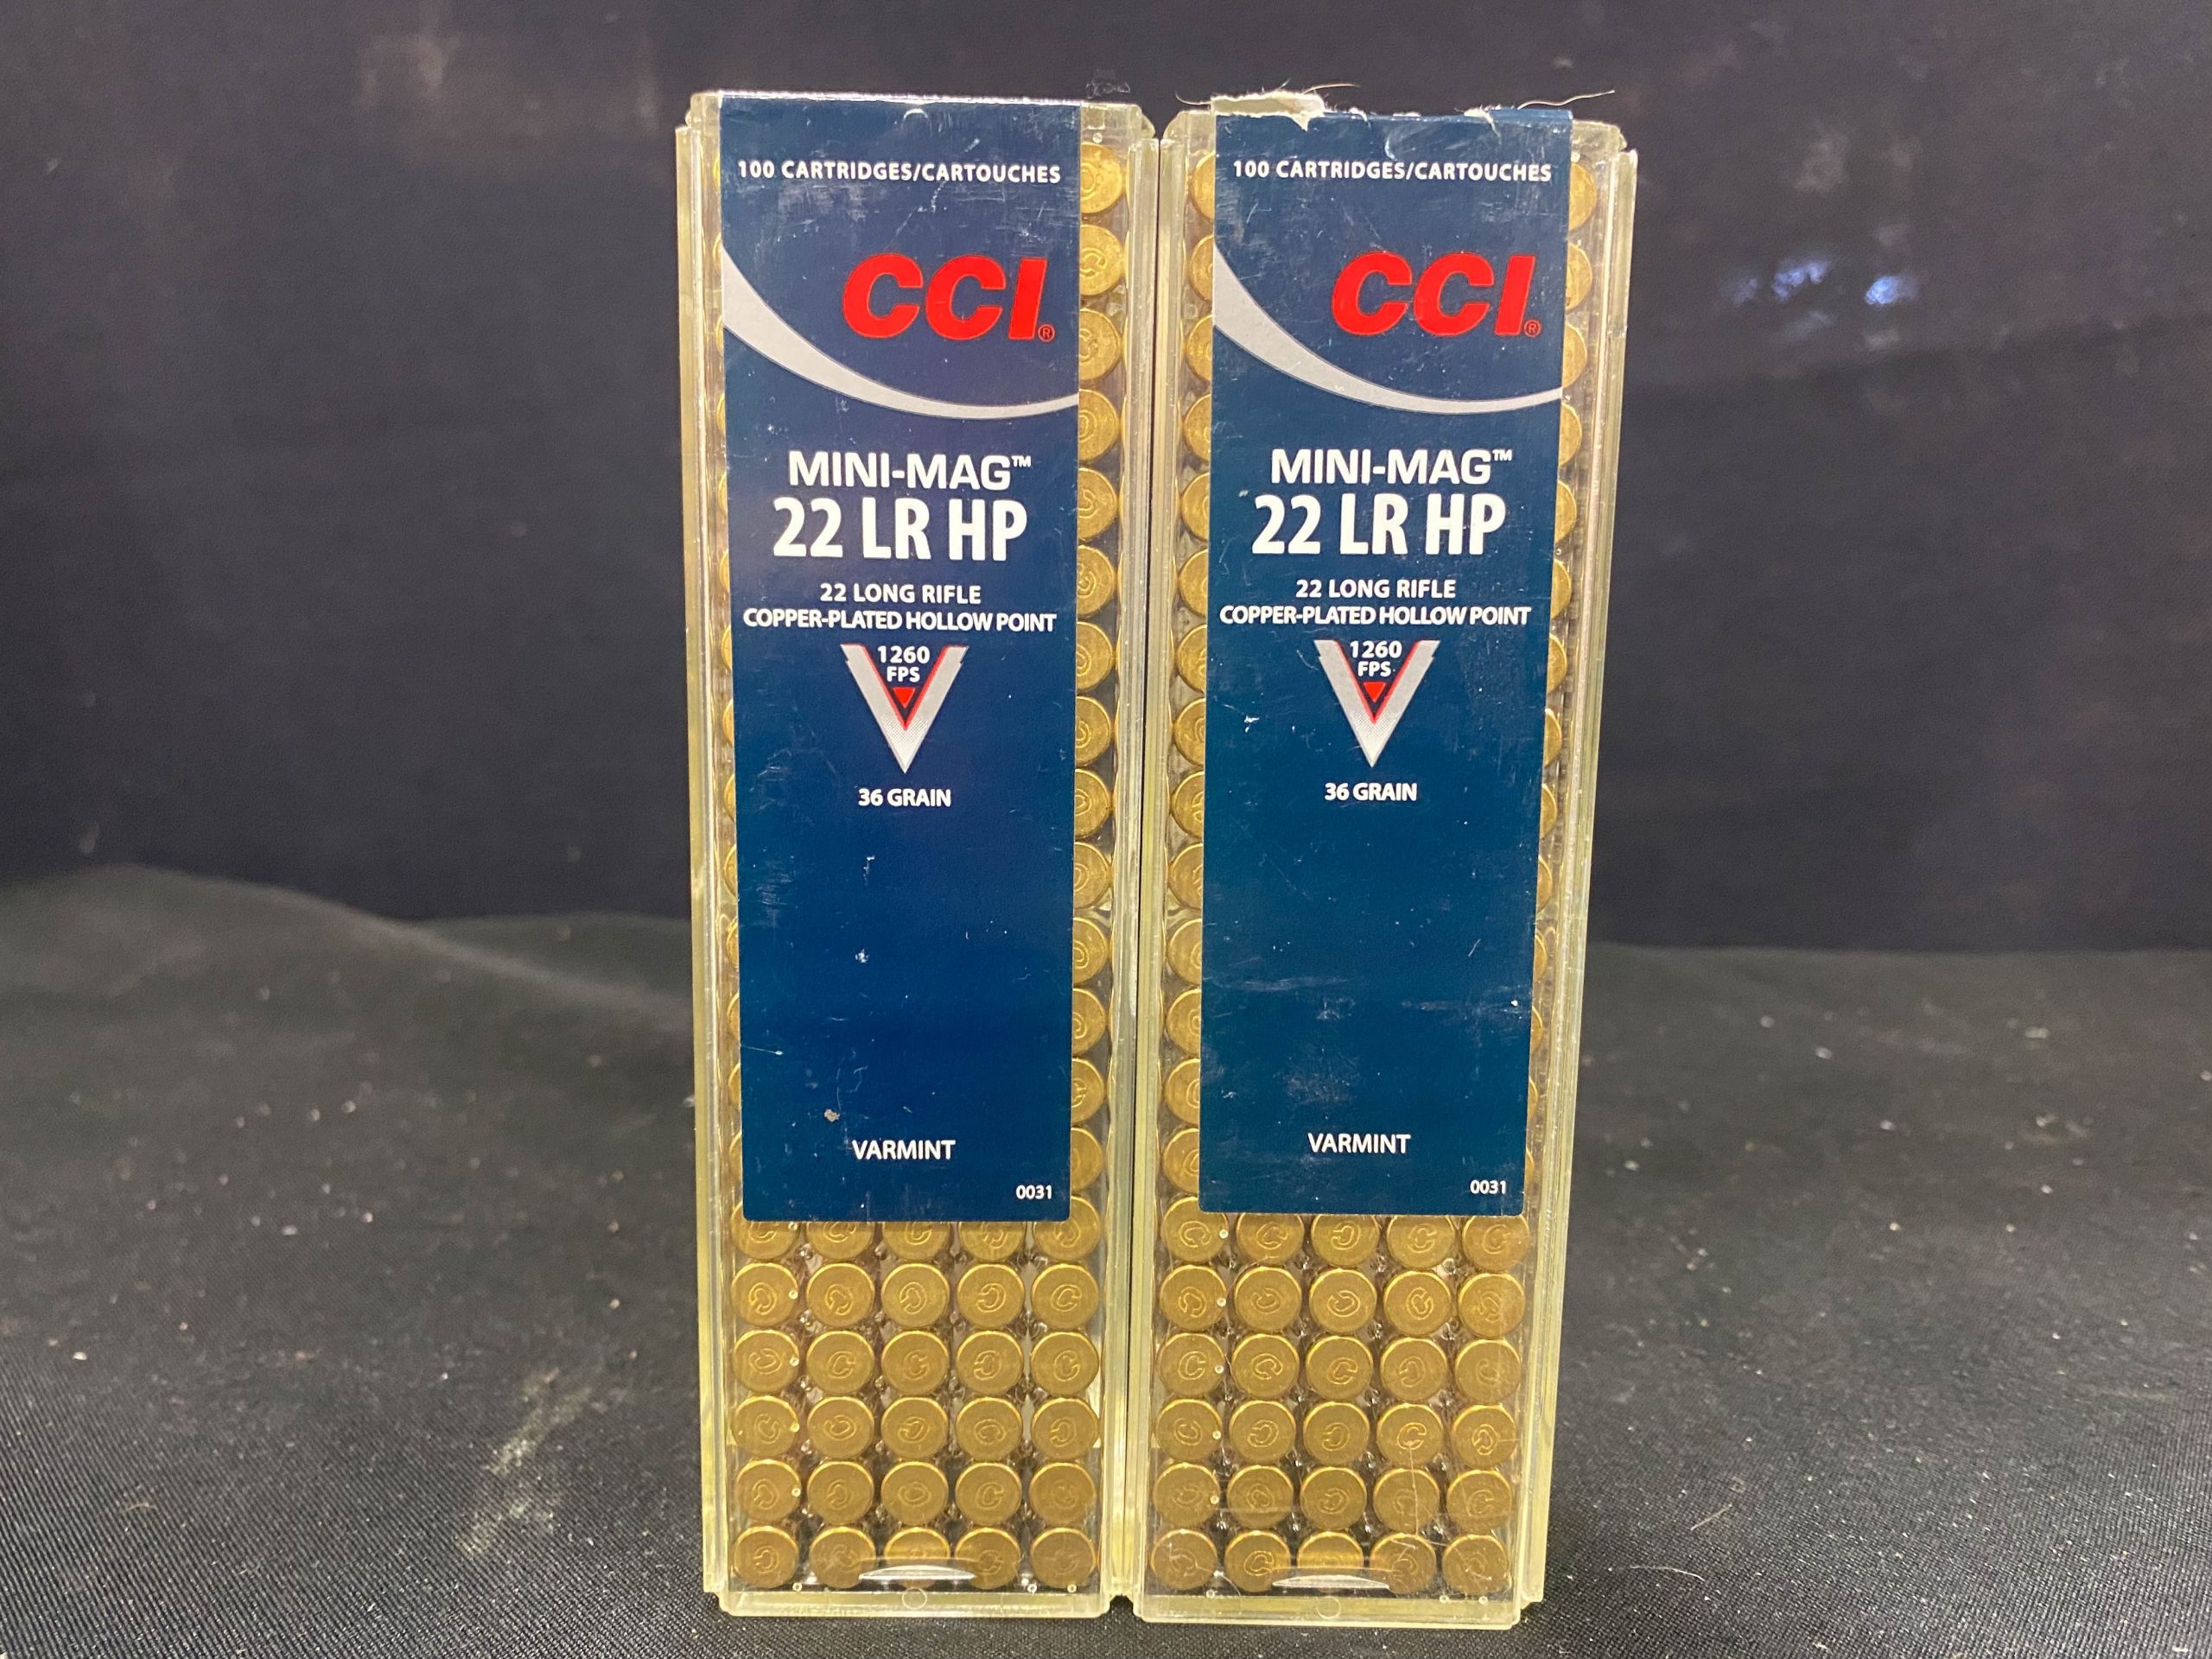 100 CARTRIDGES/CARTOUCHES
CCI®
MINI-MAG™
22 LR HP
22 LONG RIFLE
COPPER-PLATED HOLLOW POINT
1260
FPS
36 GRAIN
VARMINT
0031
100 CARTRIDGES/CARTOUCHES
CCI®
MINI-MAG™
22 LR HP
22 LONG RIFLE
COPPER-PLATED HOLLOW POINT
1260
FPS
36 GRAIN
VARMINT
0031